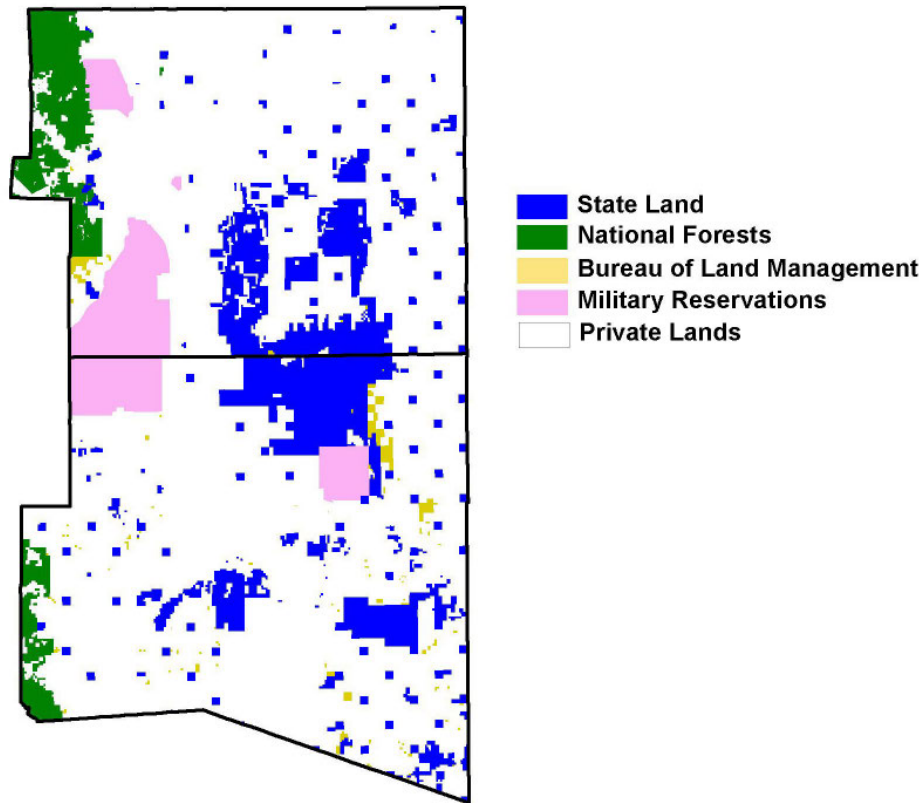 State Land
National Forests
Bureau of Land Management
Military Reservations
Private Lands